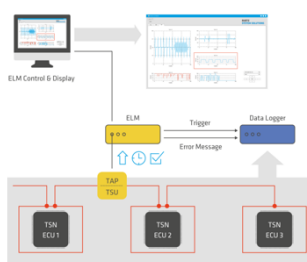 ELM Control & Display
ELM
Trigger
Data Logger
Error Message
TAP
TSU
TSN
ECU 1
TSN
ECU 2
TSN
ECU 3